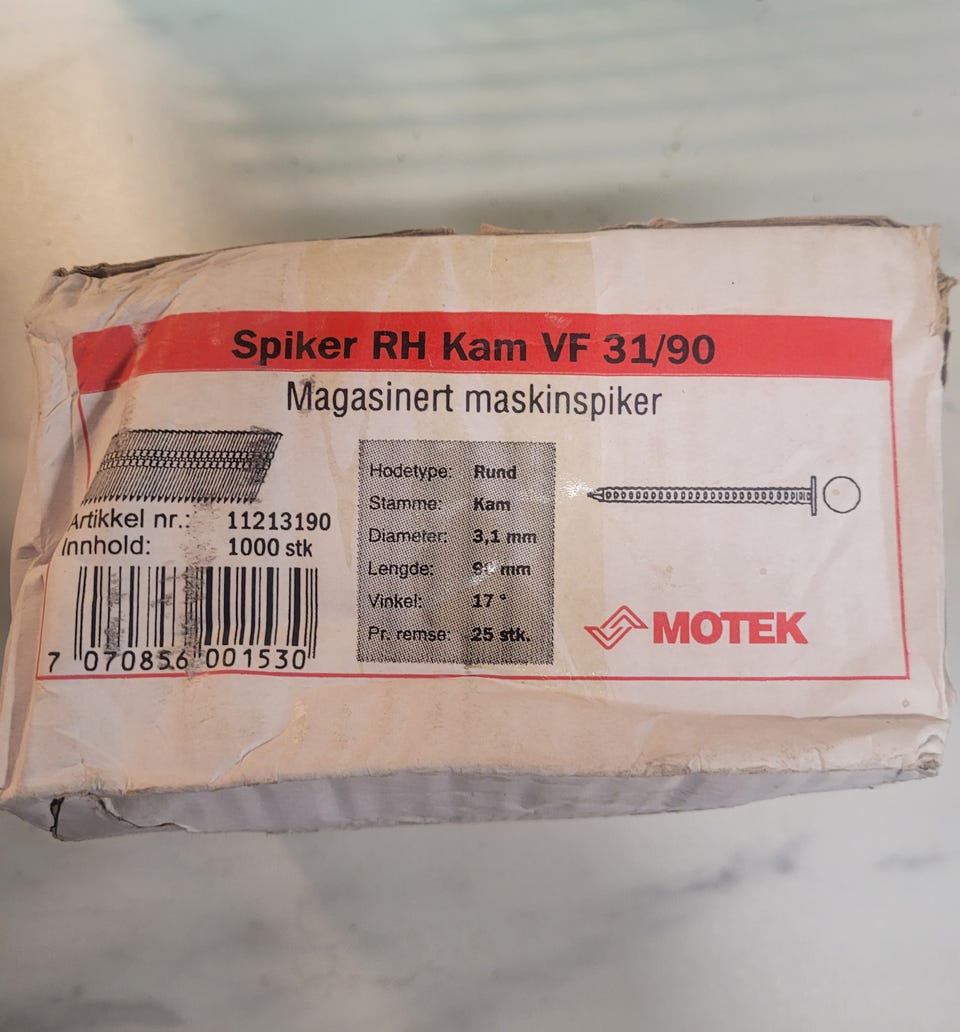 Spiker RH Kam VF 31/90
Magasinert maskinspiker
Artikkel nr.: 11213190
Innhold: 1000 stk
7 070856 001530
Hodetype: Rund
Stamme: Kam
Diameter: 3,1 mm
Lengde: mm
Vinkel: 17 °
Pr. remse: 25 stk.
MOTEK